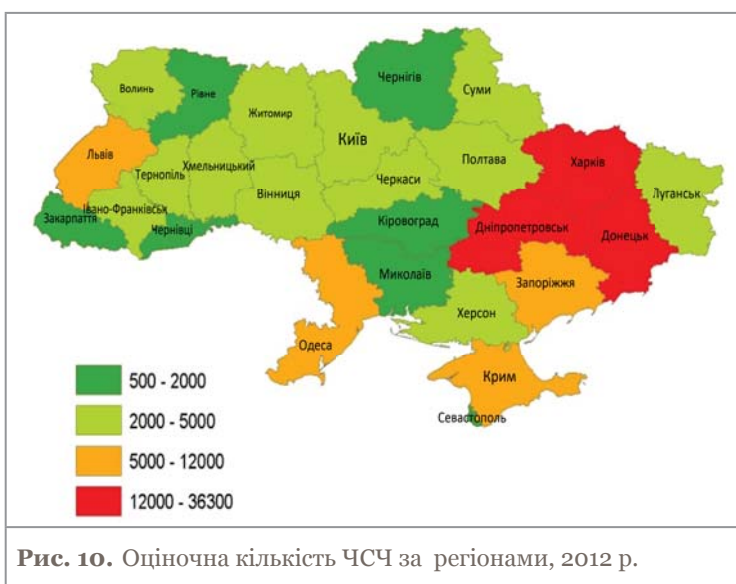 Волинь
Рівне
Чернігів
Суми
Житомир
Київ
Львів
Тернопіль
Хмельницький
Полтава
Харків
Вінниця
Черкаси
Луганськ
Івано-Франківськ
Закарпаття
Чернівці
Кіровоград
Дніпропетровськ
Донецьк
Миколаїв
Запоріжжя
Херсон
Одеса
Крим
Севастополь
500 - 2000
2000 - 5000
5000 - 12000
12000 - 36300
Рис. 10. Оціночна кількість ЧСЧ за регіонами, 2012 р.